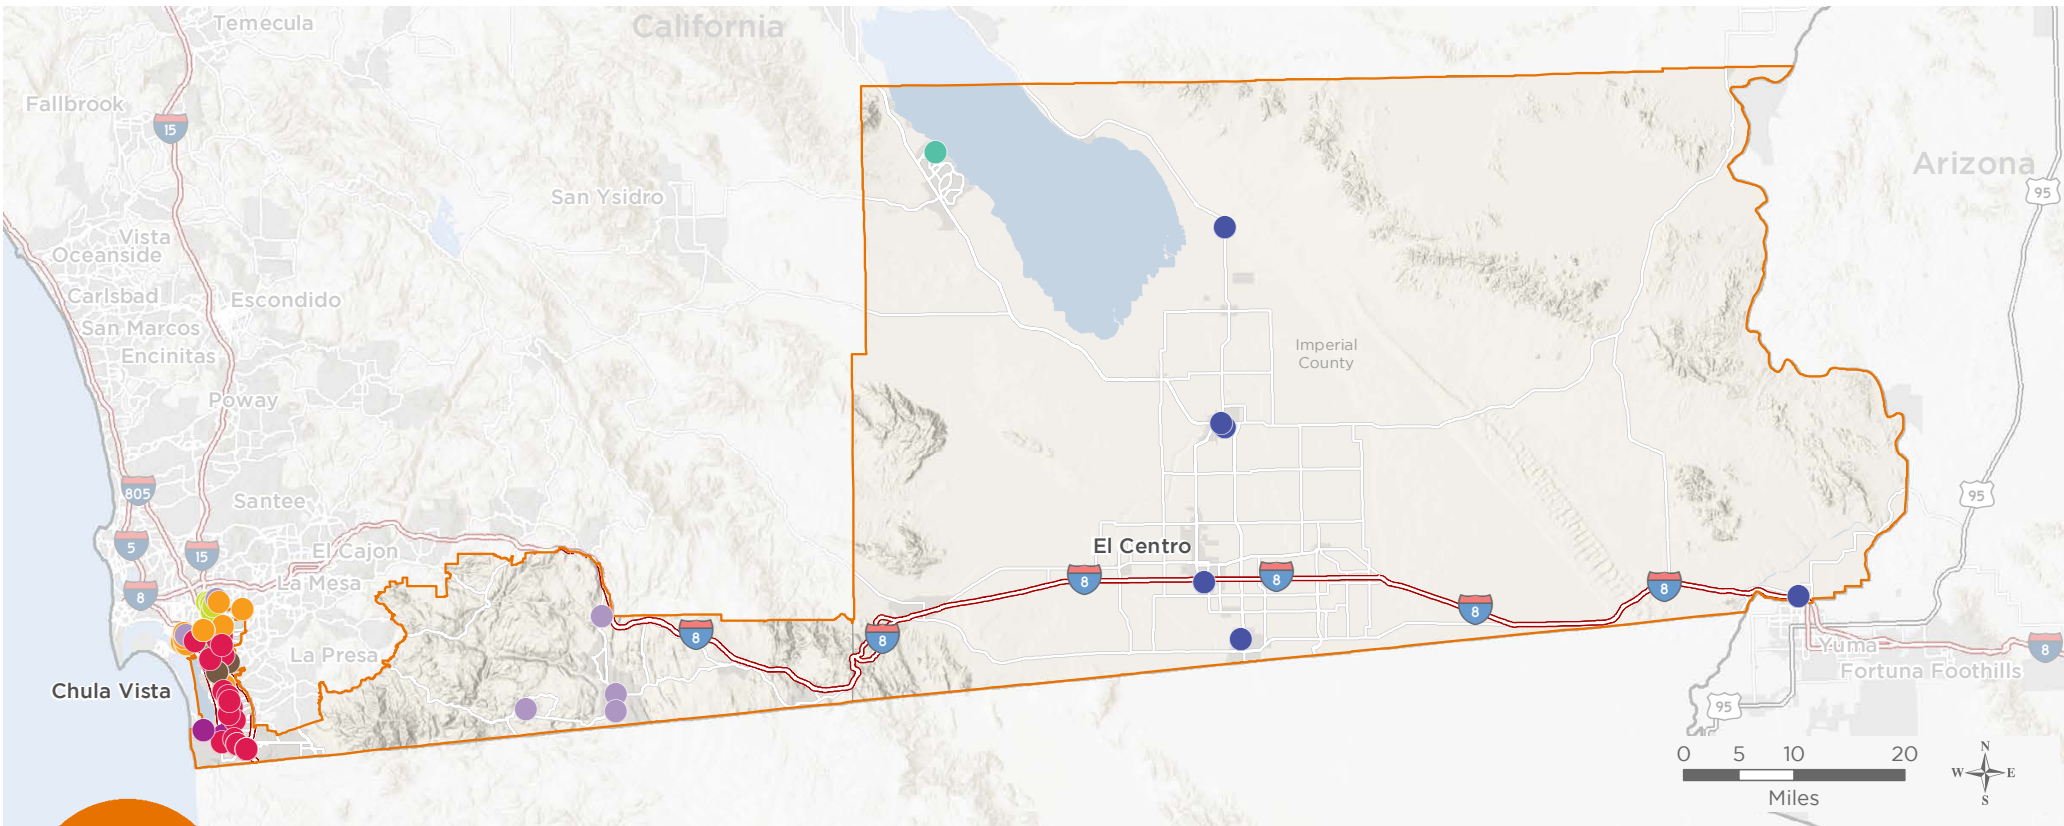 Temecula
California
Fallbrook
15
Arizona
95
San Ysidro
Vista
Oceanside
Carlsbad
Escondido
San Marcos
Encinitas
Imperial
County
Poway
805
Santee
95
5
15
El Cajon
El Centro
La Mesa
8
8
8
8
8
8
8
La Presa
Yuma
8
Fortuna Foothills
Chula Vista
95
0 5 10 20
Miles
N
W E
S